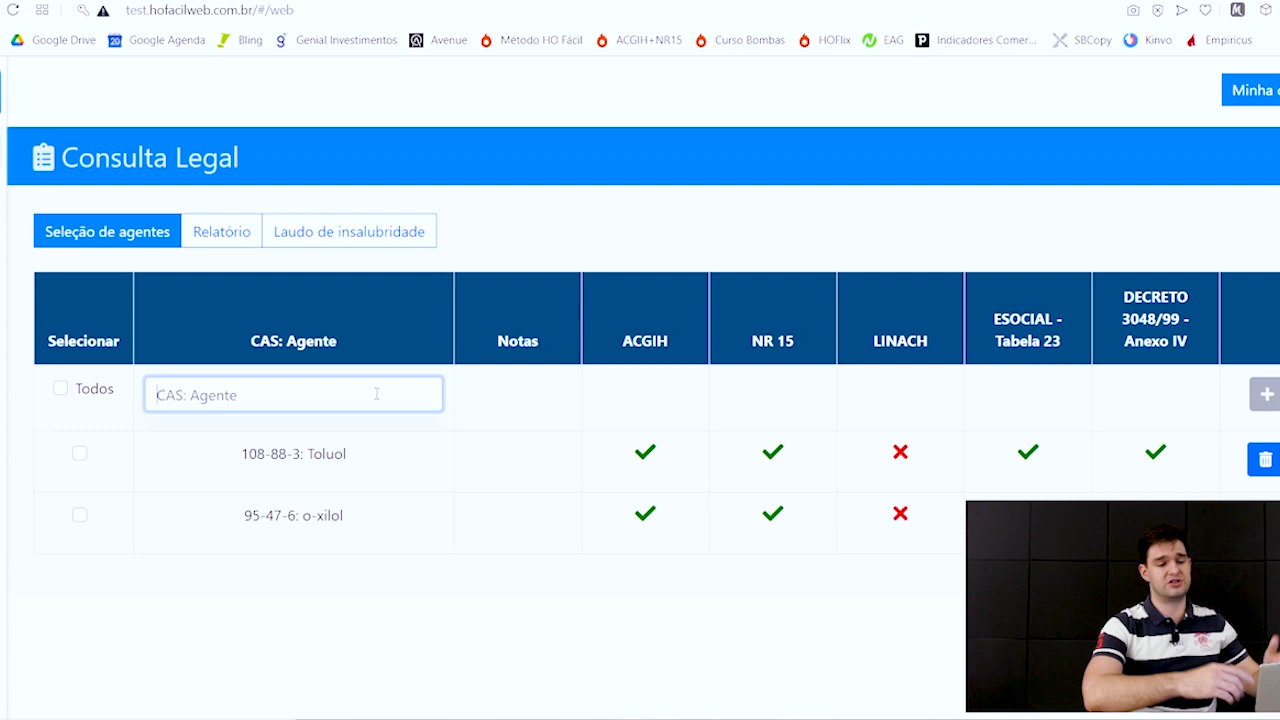 test.hofacilweb.com.br/#/web
Google Drive 20 Google Agenda Bling Genial Investimentos Avenue Método HO Fácil ACGIH+NR15 Curso Bombas HOFlix EAG Indicadores Comer... SBCopy Kinvo Empiricus
Minha
Consulta Legal
Seleção de agentes Relatório Laudo de insalubridade
Selecionar CAS: Agente Notas ACGIH NR 15 LINACH ESOCIAL - Tabela 23 DECRETO 3048/99 - Anexo IV
Todos CAS: Agente
108-88-3: Toluol
95-47-6: o-xilol